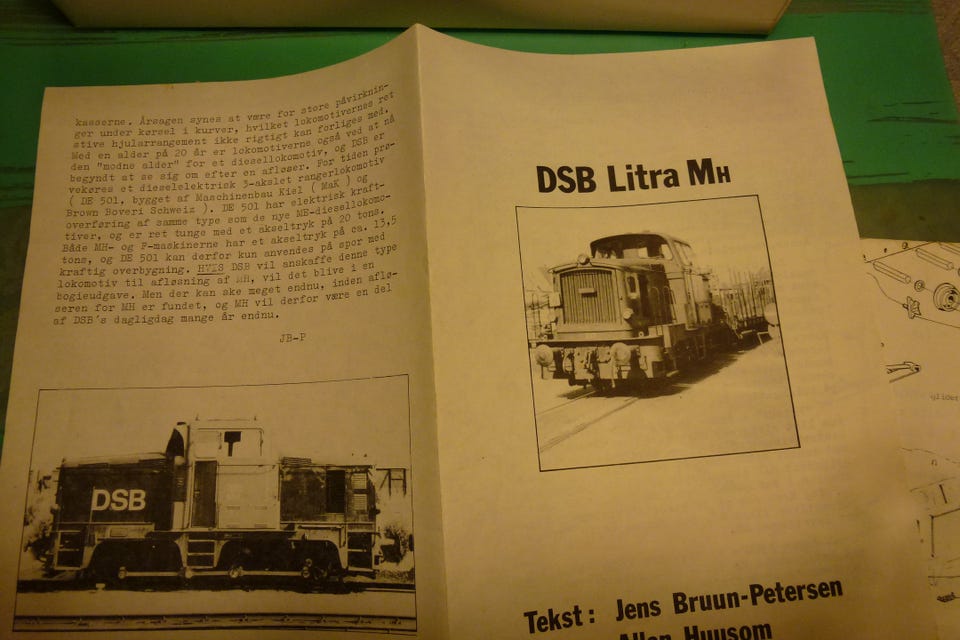 kasserne. Årsagen synes at være for store påvirknin-
ger under kørsel i kurver, hvilket lokomotivernes ret
stive hjularrangement ikke rigtigt kan forliges med.
Med en alder på 20 år er lokomotiverne også ved at nå
den "modne alder" for et diesellokomotiv, og DSB er
begyndt at se sig om efter en afløser. For tiden prø-
vekøres et dieselelektrisk 3-akslet rangerlokomotiv
( DE 501, bygget af Maschinenbau Kiel ( MaK ) og
Brown Boveri Schweiz ). DE 501 har elektrisk kraft-
overføring af samme type som de nye ME-diesellokomo-
tiver, og er ret tunge med et akseltryk på 20 tons.
Både MH- og F-maskinerne har et akseltryk på ca. 13,5
tons, og DE 501 kan derfor kun anvendes på spor med
kraftig overbygning. HVIS DSB vil anskaffe denne type
lokomotiv til afløsning af MH, vil det blive i en
bogieudgave. Men der kan ske meget endnu, inden aflø-
seren for MH er fundet, og MH vil derfor være en del
af DSB's dagligdag mange år endnu.
JB-P
DSB
DSB Litra MH
Tekst: Jens Bruun-Petersen
Allan Huusom